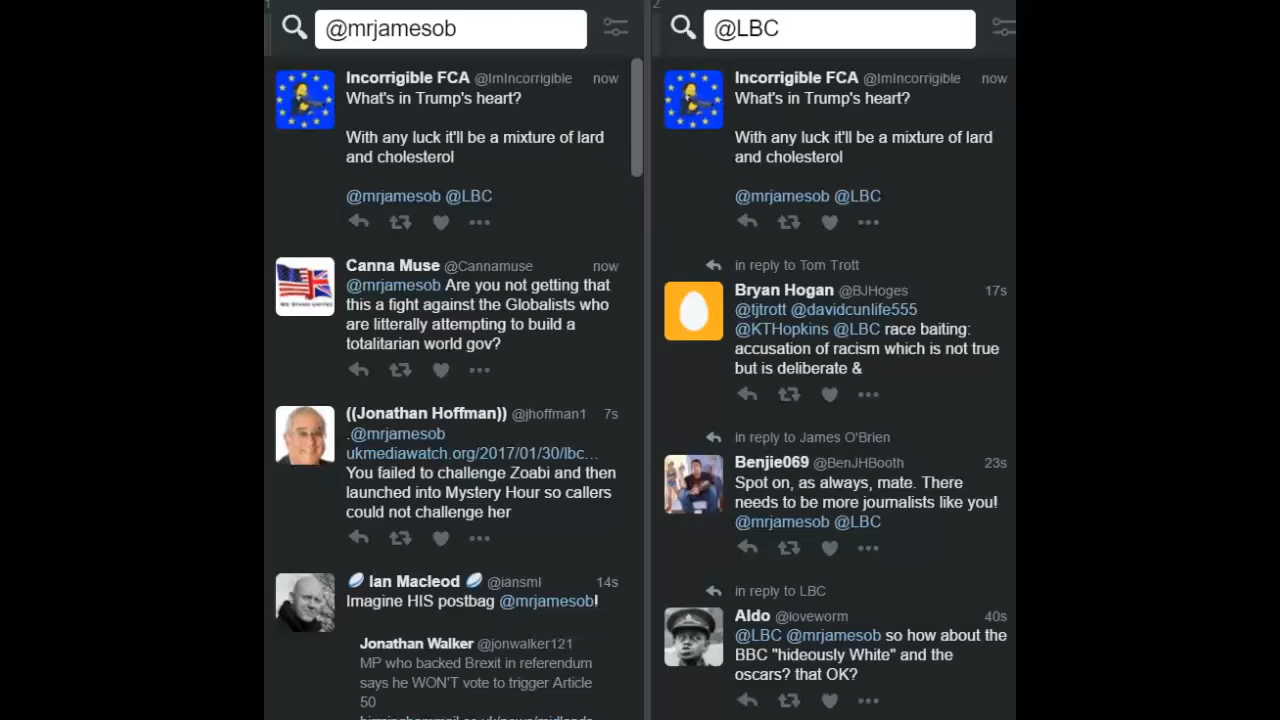 1
@mrjamesob
Incorrigible FCA @ImIncorrigible now
What's in Trump's heart?
With any luck it'll be a mixture of lard
and cholesterol
@mrjamesob @LBC
Canna Muse @Cannamuse now
@mrjamesob Are you not getting that
this a fight against the Globalists who
are litterally attempting to build a
totalitarian world gov?
WE STAND UNITED
((Jonathan Hoffman)) @jhoffman1 7s
.@mrjamesob
ukmediawatch.org/2017/01/30/lbc…
You failed to challenge Zoabi and then
launched into Mystery Hour so callers
could not challenge her
Ian Macleod @iansml 14s
Imagine HIS postbag @mrjamesob!
Jonathan Walker @jonwalker121
MP who backed Brexit in referendum
says he WON'T vote to trigger Article
50
2
@LBC
Incorrigible FCA @ImIncorrigible now
What's in Trump's heart?
With any luck it'll be a mixture of lard
and cholesterol
@mrjamesob @LBC
in reply to Tom Trott
Bryan Hogan @BJHoges 17s
@tjtrott @davidcunlife555
@KTHopkins @LBC race baiting:
accusation of racism which is not true
but is deliberate &
in reply to James O'Brien
Benjie069 @BenJHBooth 23s
Spot on, as always, mate. There
needs to be more journalists like you!
@mrjamesob @LBC
in reply to LBC
Aldo @loveworm 40s
@LBC @mrjamesob so how about the
BBC "hideously White" and the
oscars? that OK?